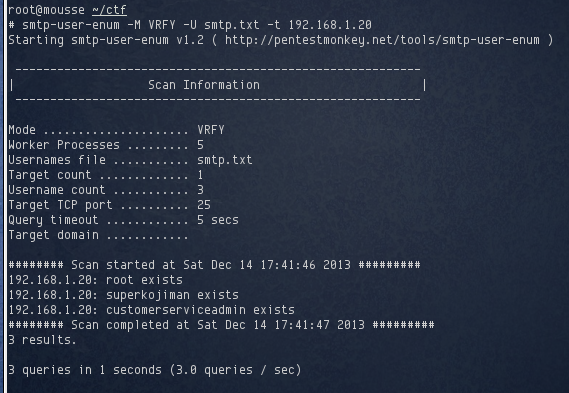 root@mousse ~/ctf
# smtp-user-enum -M VRFY -U smtp.txt -t 192.168.1.20
Starting smtp-user-enum v1.2 ( http://pentestmonkey.net/tools/smtp-user-enum )
----------------------------------------------------------
|                   Scan Information                       |
----------------------------------------------------------
Mode ..................... VRFY
Worker Processes ......... 5
Usernames file ........... smtp.txt
Target count ............. 1
Username count ........... 3
Target TCP port .......... 25
Query timeout ............ 5 secs
Target domain ............
######## Scan started at Sat Dec 14 17:41:46 2013 #########
192.168.1.20: root exists
192.168.1.20: superkojiman exists
192.168.1.20: customerserviceadmin exists
######## Scan completed at Sat Dec 14 17:41:47 2013 #########
3 results.
3 queries in 1 seconds (3.0 queries / sec)